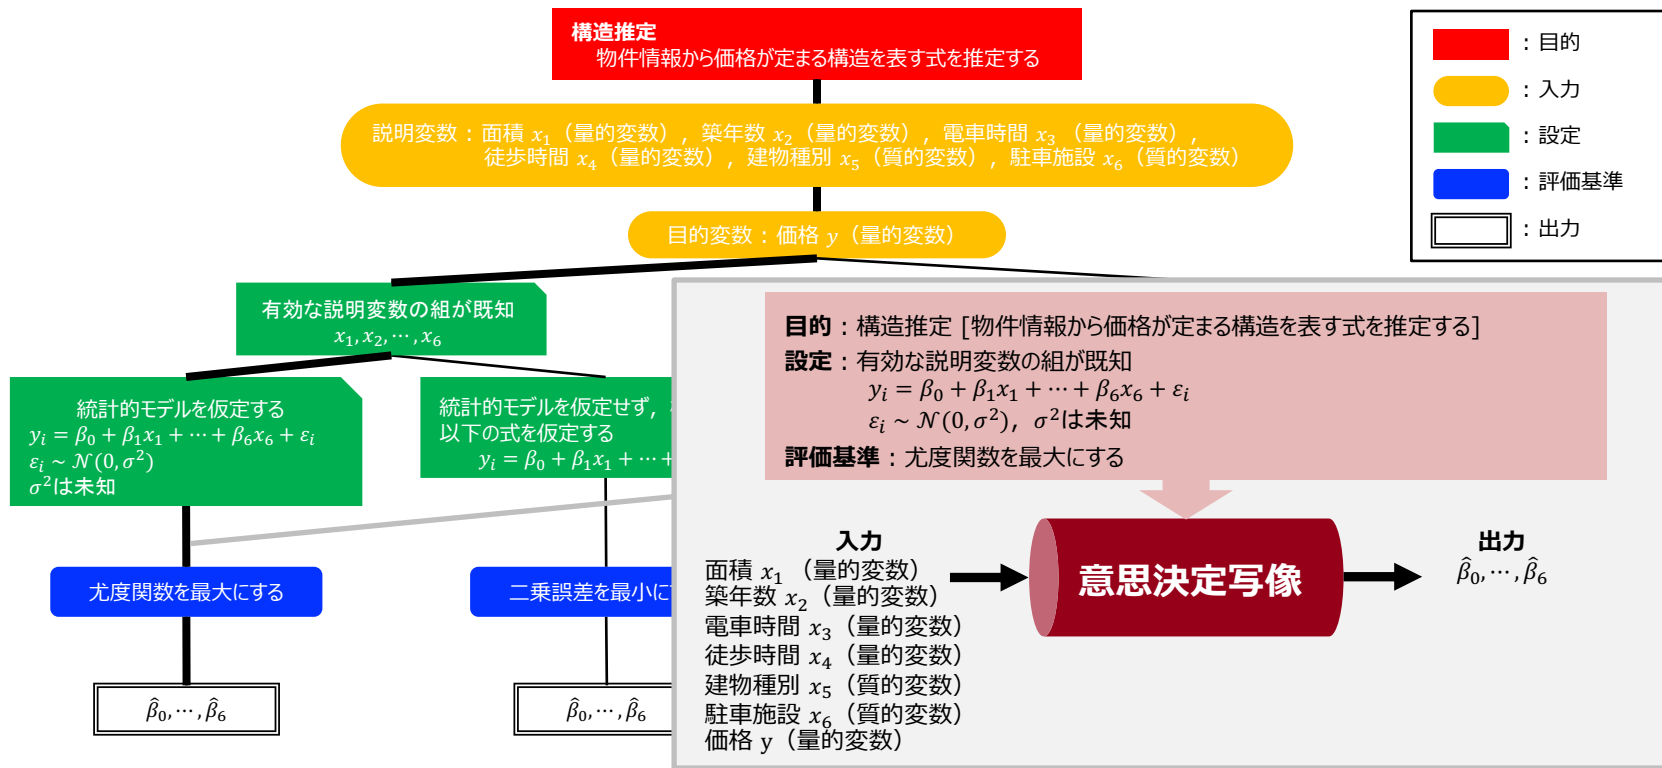 構造推定
物件情報から価格が定まる構造を表す式を推定する
説明変数：面積 x₁（量的変数）, 築年数 x₂（量的変数）, 電車時間 x₃（量的変数）,
徒歩時間 x₄（量的変数）, 建物種別 x₅（質的変数）, 駐車施設 x₆（質的変数）
目的変数：価格 y（量的変数）
有効な説明変数の組が既知
x₁, x₂, ⋯, x₆
統計的モデルを仮定する
yᵢ = β₀ + β₁x₁ + ⋯ + β₆x₆ + εᵢ
εᵢ ~ 𝒩(0, σ²)
σ²は未知
統計的モデルを仮定せず,
以下の式を仮定する
yᵢ = β₀ + β₁x₁ + ⋯ +
尤度関数を最大にする
二乗誤差を最小に
β̂₀, ⋯, β̂₆
β̂₀, ⋯, β̂₆
：目的
：入力
：設定
：評価基準
：出力
目的：構造推定 [物件情報から価格が定まる構造を表す式を推定する]
設定：有効な説明変数の組が既知
yᵢ = β₀ + β₁x₁ + ⋯ + β₆x₆ + εᵢ
εᵢ ~ 𝒩(0, σ²), σ²は未知
評価基準：尤度関数を最大にする
入力
面積 x₁（量的変数）
築年数 x₂（量的変数）
電車時間 x₃（量的変数）
徒歩時間 x₄（量的変数）
建物種別 x₅（質的変数）
駐車施設 x₆（質的変数）
価格 y（量的変数）
意思決定写像
出力
β̂₀, ⋯, β̂₆